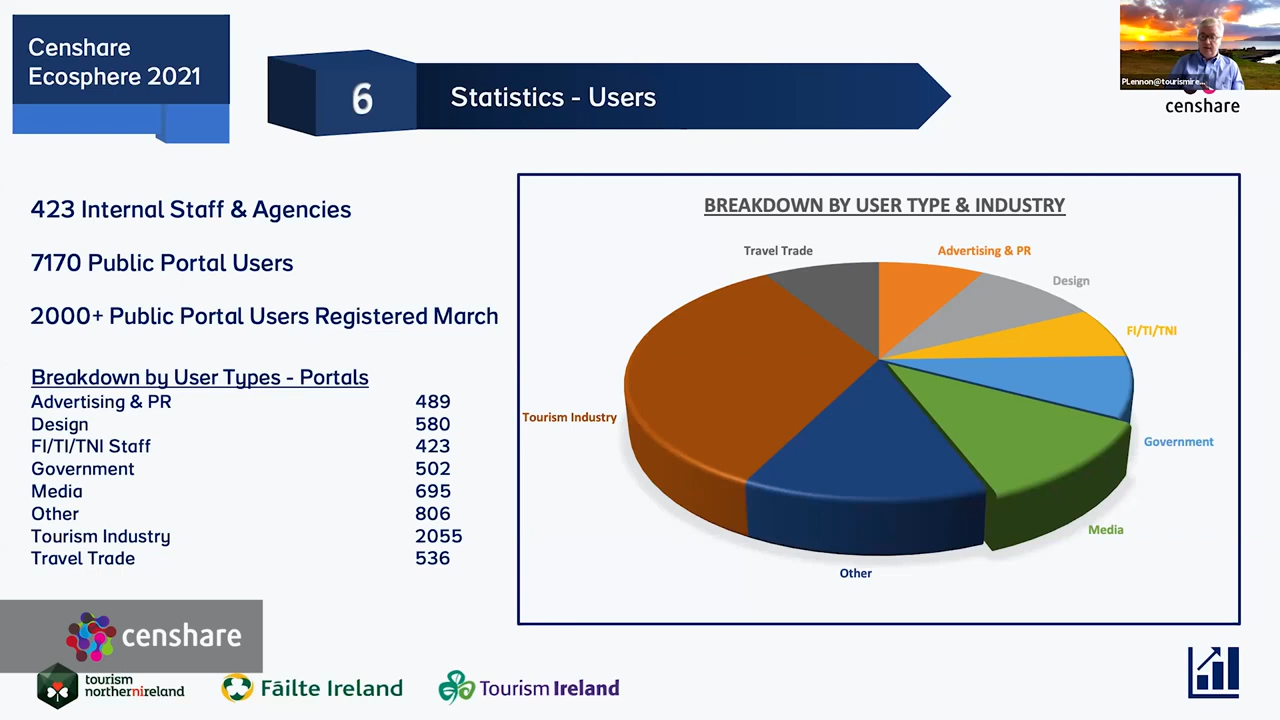 Censhare
Ecosphere 2021
6
Statistics - Users
PLennon@tourismire...
censhare
423 Internal Staff & Agencies
7170 Public Portal Users
2000+ Public Portal Users Registered March
Breakdown by User Types - Portals
Advertising & PR 489
Design 580
FI/TI/TNI Staff 423
Government 502
Media 695
Other 806
Tourism Industry 2055
Travel Trade 536
BREAKDOWN BY USER TYPE & INDUSTRY
Travel Trade
Advertising & PR
Design
FI/TI/TNI
Tourism Industry
Government
Media
Other
censhare
tourism
northernireland
Fáilte Ireland
Tourism Ireland